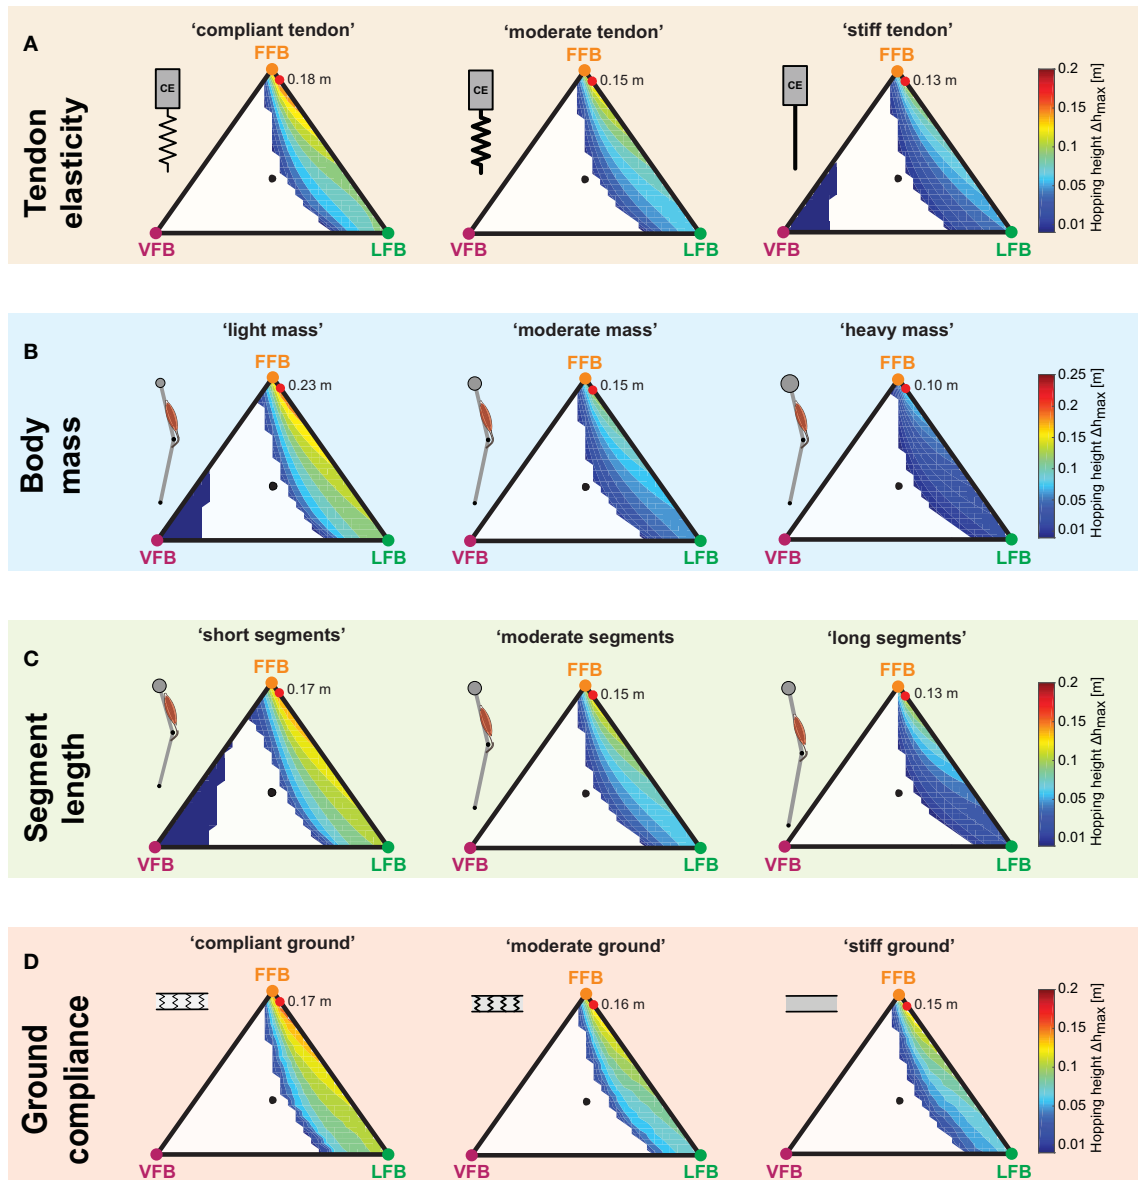 A
Tendon
elasticity
‘compliant tendon’
‘moderate tendon’
‘stiff tendon’
FFB
FFB
FFB
CE
0.18 m
CE
0.15 m
CE
0.13 m
VFB
LFB
VFB
LFB
VFB
LFB
0.2
0.15
0.1
0.05
0.01
Hopping height Δhmax [m]
B
Body
mass
‘light mass’
‘moderate mass’
‘heavy mass’
FFB
FFB
FFB
0.23 m
0.15 m
0.10 m
VFB
LFB
VFB
LFB
VFB
LFB
0.25
0.2
0.15
0.1
0.05
0.01
Hopping height Δhmax [m]
C
Segment
length
‘short segments’
‘moderate segments
‘long segments’
FFB
FFB
FFB
0.17 m
0.15 m
0.13 m
VFB
LFB
VFB
LFB
VFB
LFB
0.2
0.15
0.1
0.05
0.01
Hopping height Δhmax [m]
D
Ground
compliance
‘compliant ground’
‘moderate ground’
‘stiff ground’
FFB
FFB
FFB
0.17 m
0.16 m
0.15 m
VFB
LFB
VFB
LFB
VFB
LFB
0.2
0.15
0.1
0.05
0.01
Hopping height Δhmax [m]